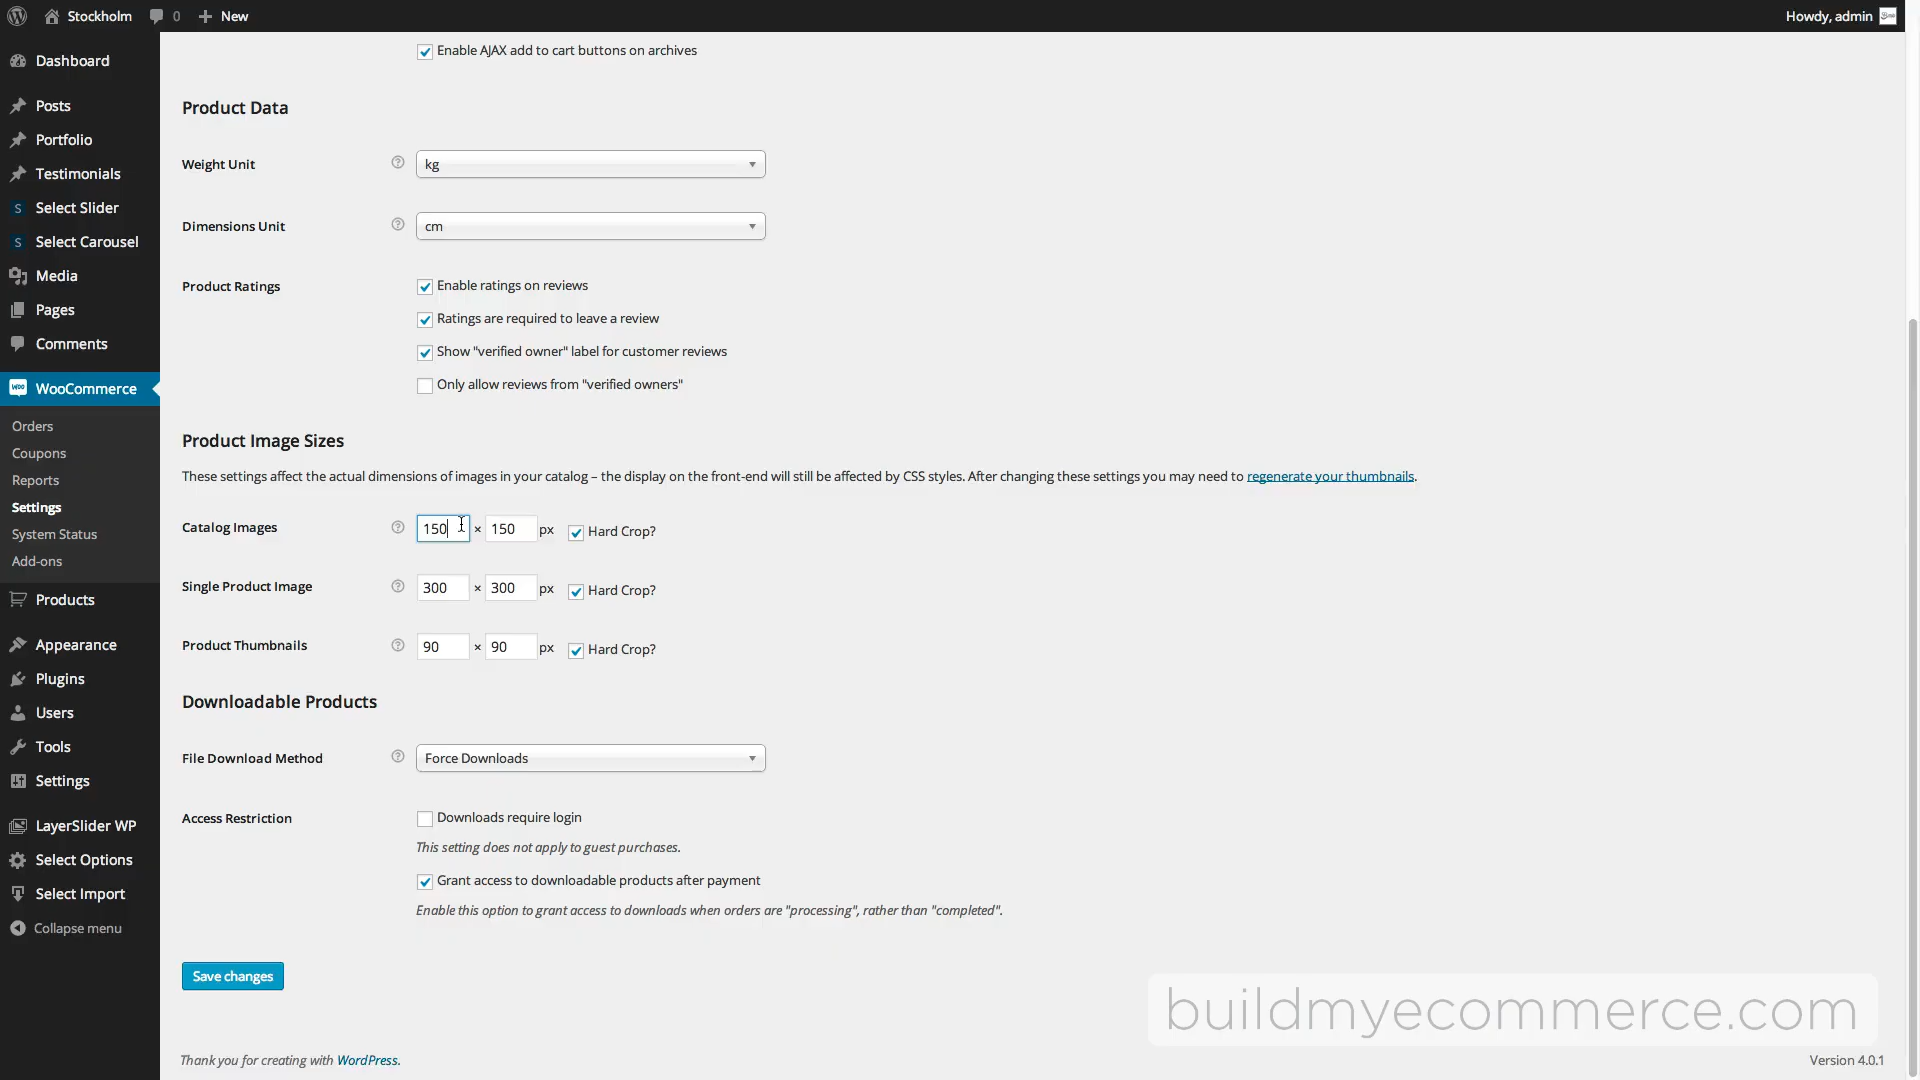 Stockholm
0
New
Howdy, admin
Dashboard
Posts
Portfolio
Testimonials
S Select Slider
S Select Carousel
Media
Pages
Comments
WooCommerce
Orders
Coupons
Reports
Settings
System Status
Add-ons
Products
Appearance
Plugins
Users
Tools
Settings
LayerSlider WP
Select Options
Select Import
Collapse menu
Enable AJAX add to cart buttons on archives
Product Data
Weight Unit ? kg
Dimensions Unit ? cm
Product Ratings
Enable ratings on reviews
Ratings are required to leave a review
Show "verified owner" label for customer reviews
Only allow reviews from "verified owners"
Product Image Sizes
These settings affect the actual dimensions of images in your catalog – the display on the front-end will still be affected by CSS styles. After changing these settings you may need to regenerate your thumbnails.
Catalog Images ? 150 × 150 px Hard Crop?
Single Product Image ? 300 × 300 px Hard Crop?
Product Thumbnails ? 90 × 90 px Hard Crop?
Downloadable Products
File Download Method ? Force Downloads
Access Restriction
Downloads require login
This setting does not apply to guest purchases.
Grant access to downloadable products after payment
Enable this option to grant access to downloads when orders are "processing", rather than "completed".
Save changes
buildmyecommerce.com
Thank you for creating with WordPress.
Version 4.0.1